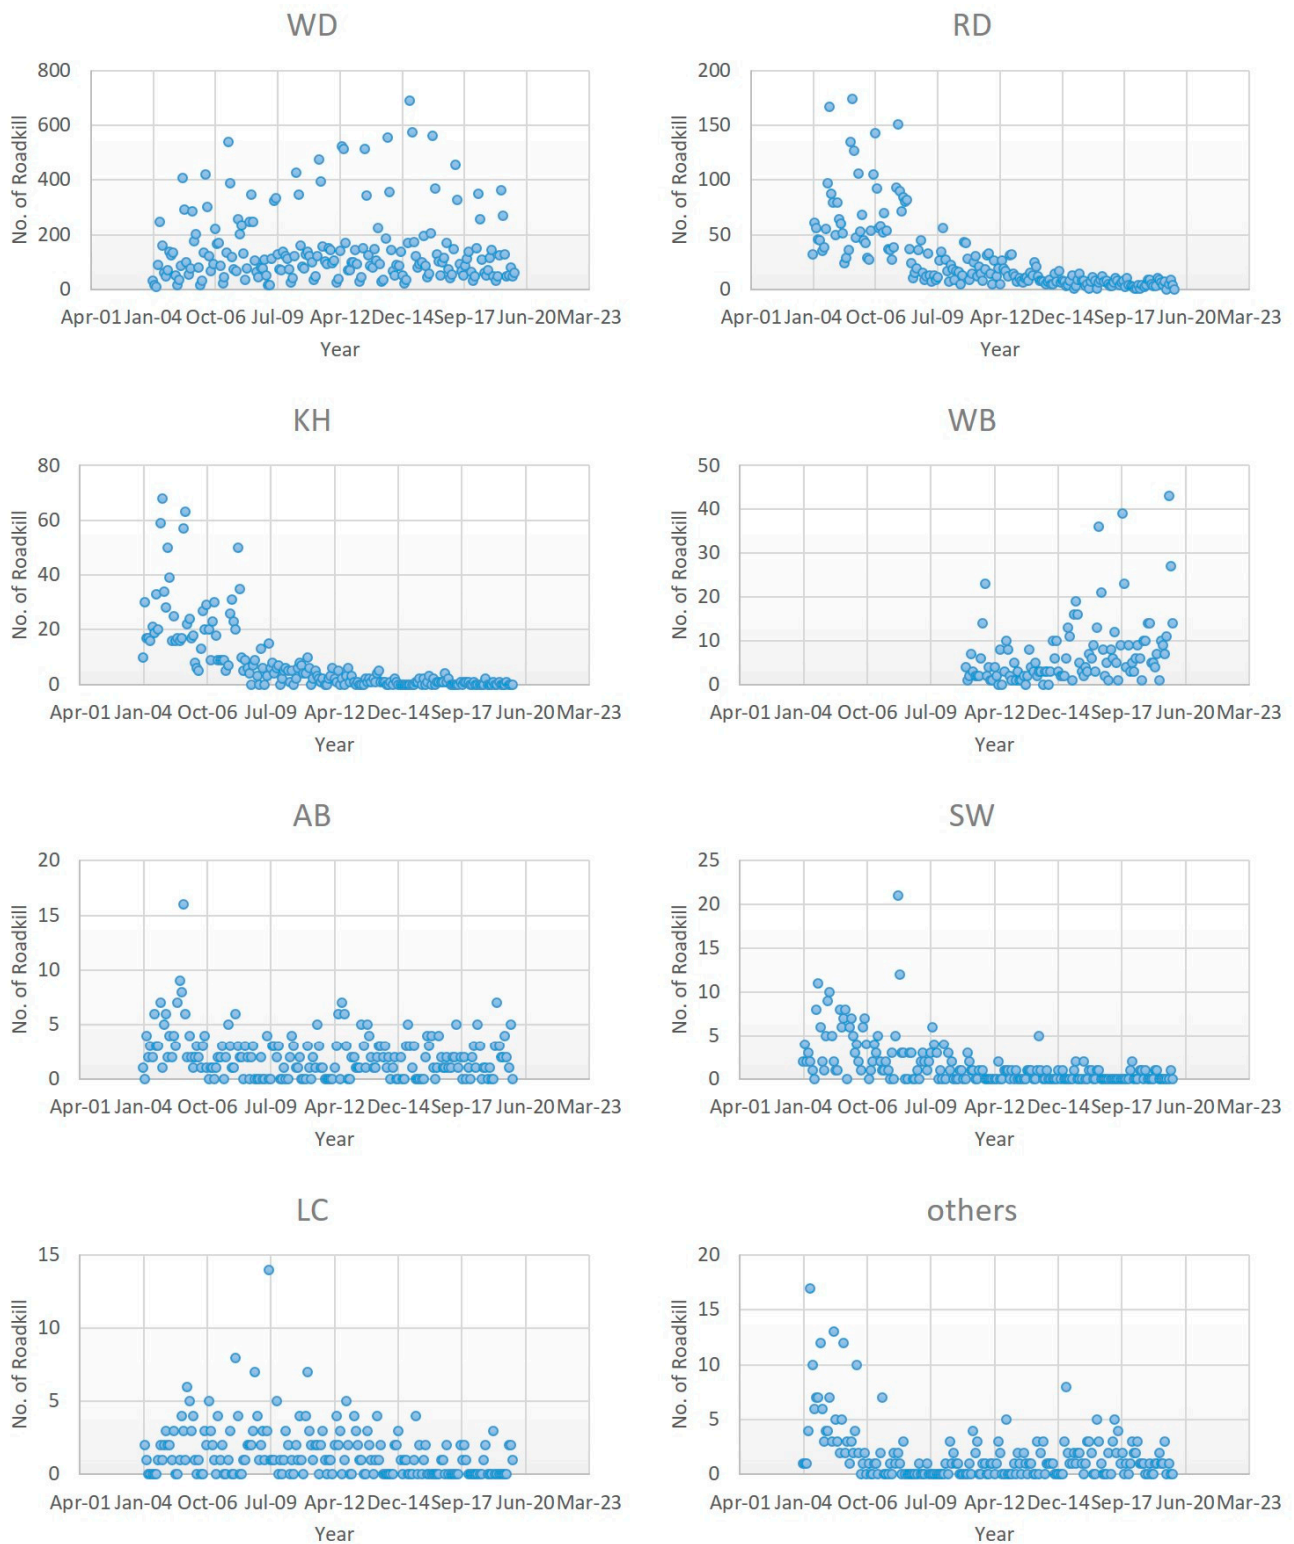 WD
800
600
400
200
0
No. of Roadkill
Apr-01 Jan-04 Oct-06 Jul-09 Apr-12 Dec-14 Sep-17 Jun-20 Mar-23
Year
RD
200
150
100
50
0
No. of Roadkill
Apr-01 Jan-04 Oct-06 Jul-09 Apr-12 Dec-14 Sep-17 Jun-20 Mar-23
Year
KH
80
60
40
20
0
No. of Roadkill
Apr-01 Jan-04 Oct-06 Jul-09 Apr-12 Dec-14 Sep-17 Jun-20 Mar-23
Year
WB
50
40
30
20
10
0
No. of Roadkill
Apr-01 Jan-04 Oct-06 Jul-09 Apr-12 Dec-14 Sep-17 Jun-20 Mar-23
Year
AB
20
15
10
5
0
No. of Roadkill
Apr-01 Jan-04 Oct-06 Jul-09 Apr-12 Dec-14 Sep-17 Jun-20 Mar-23
Year
SW
25
20
15
10
5
0
No. of Roadkill
Apr-01 Jan-04 Oct-06 Jul-09 Apr-12 Dec-14 Sep-17 Jun-20 Mar-23
Year
LC
15
10
5
0
No. of Roadkill
Apr-01 Jan-04 Oct-06 Jul-09 Apr-12 Dec-14 Sep-17 Jun-20 Mar-23
Year
others
20
15
10
5
0
No. of Roadkill
Apr-01 Jan-04 Oct-06 Jul-09 Apr-12 Dec-14 Sep-17 Jun-20 Mar-23
Year